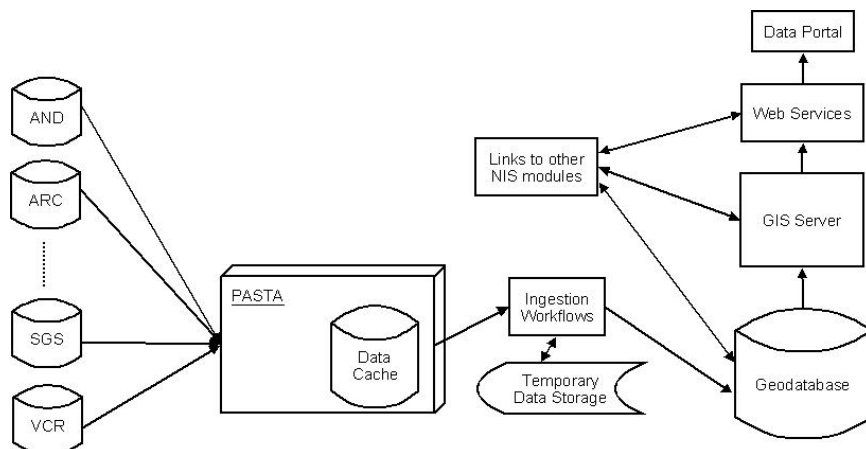 Data Portal
AND
Web Services
Links to other
NIS modules
ARC
GIS Server
PASTA
Ingestion
Workflows
SGS
Data
Cache
Temporary
Data Storage
Geodatabase
VCR